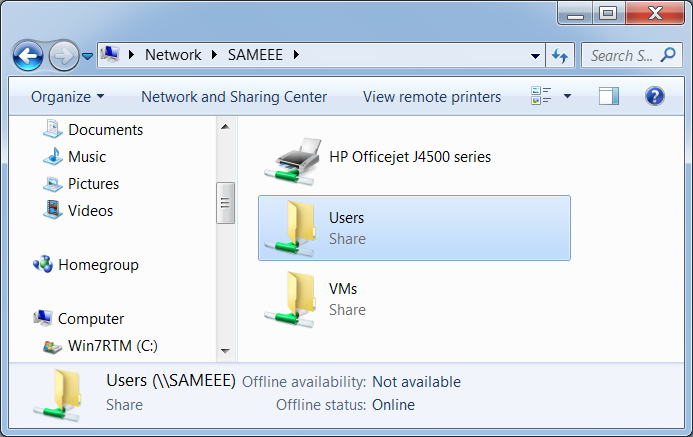 Network SAMEEE Search S...
Organize Network and Sharing Center View remote printers
Documents
Music
Pictures
Videos
Homegroup
Computer
Win7RTM (C:)
HP Officejet J4500 series
Users
Share
VMs
Share
Users (\\SAMEEE) Offline availability: Not available
Share Offline status: Online